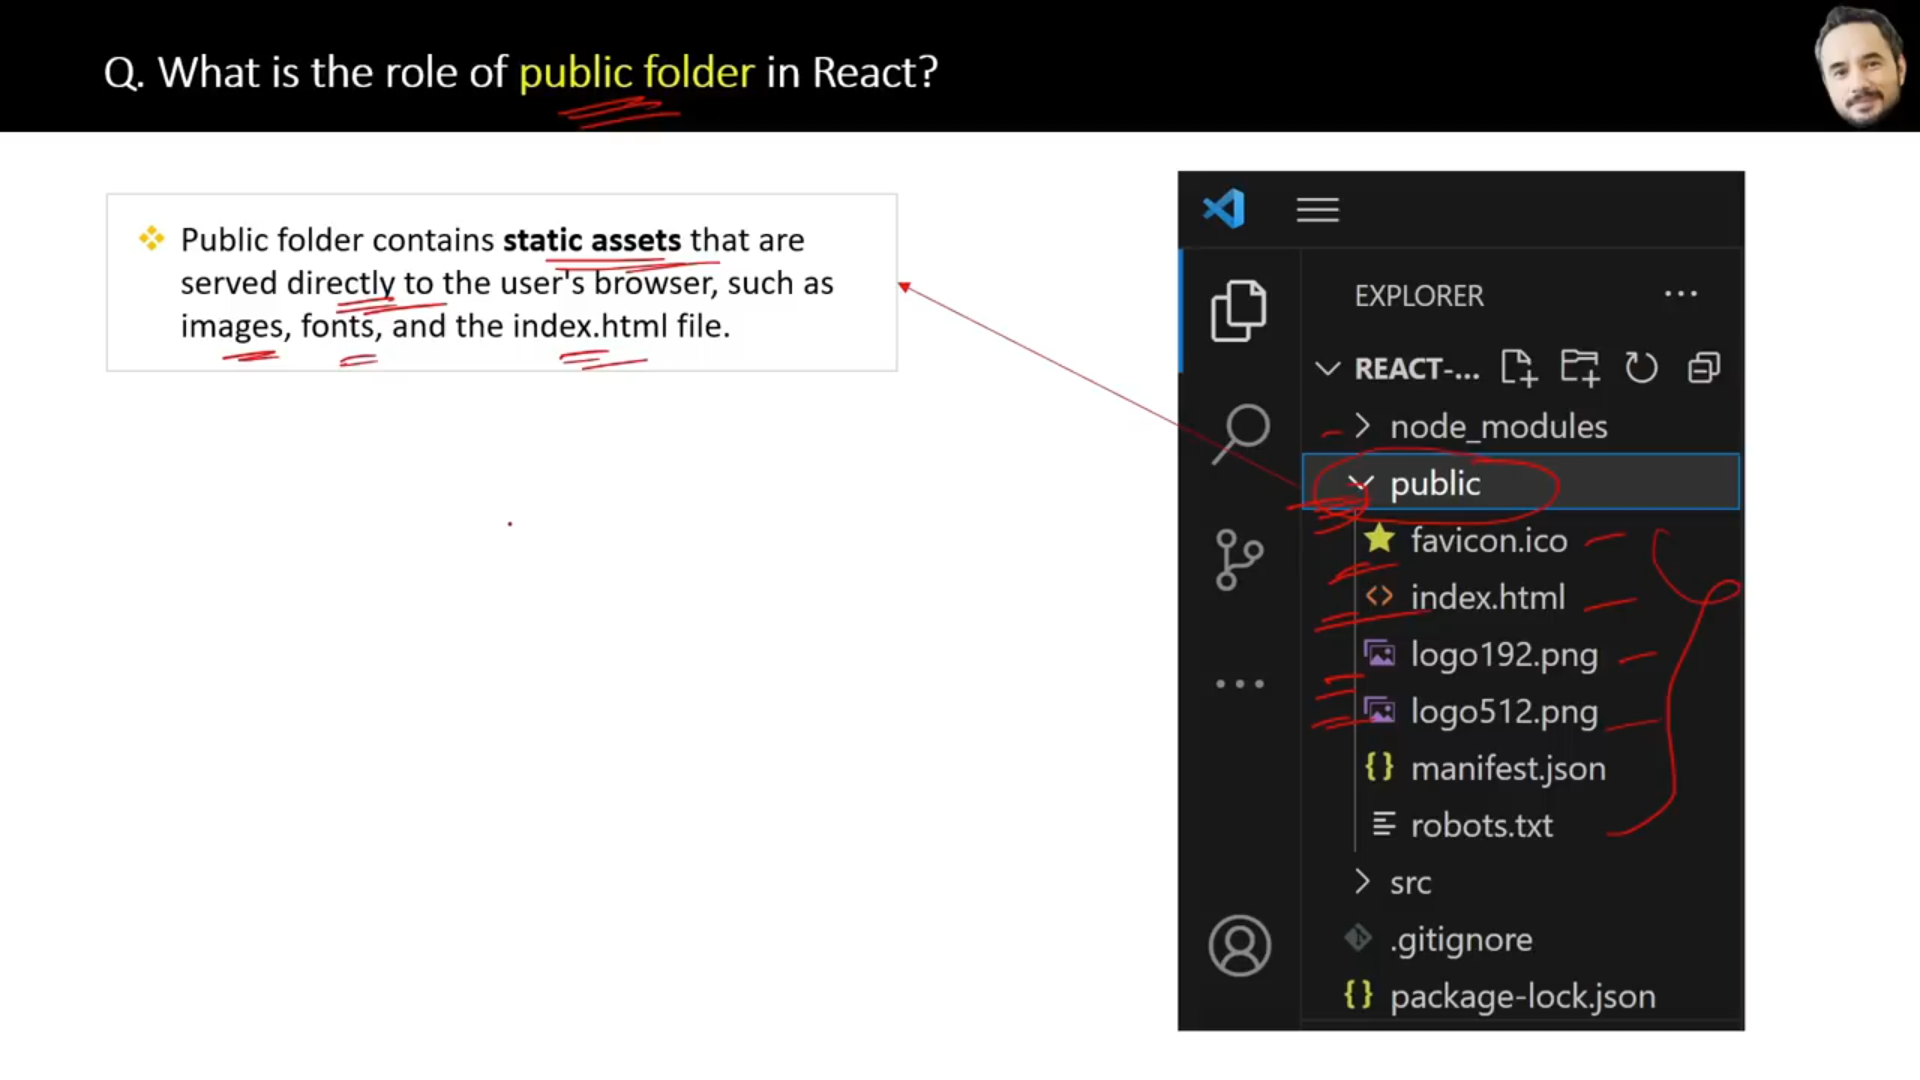 Q. What is the role of public folder in React?
Public folder contains static assets that are
served directly to the user's browser, such as
images, fonts, and the index.html file.
EXPLORER
REACT-...
node_modules
public
favicon.ico
index.html
logo192.png
logo512.png
manifest.json
robots.txt
src
.gitignore
package-lock.json